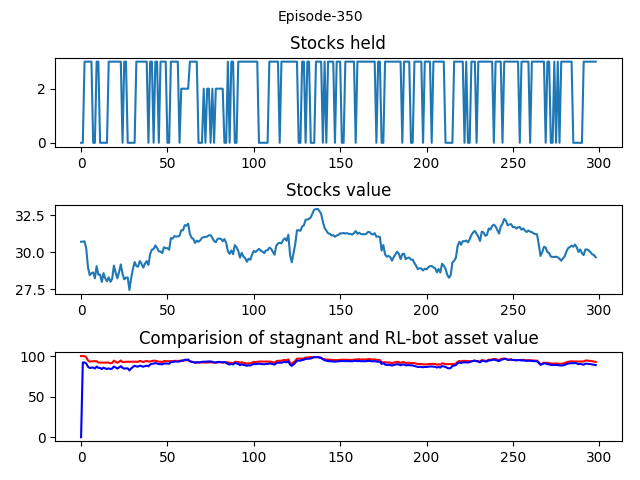 Episode-350
Stocks held
2
0
0 50 100 150 200 250 300
Stocks value
32.5
30.0
27.5
0 50 100 150 200 250 300
Comparision of stagnant and RL-bot asset value
100
50
0
0 50 100 150 200 250 300